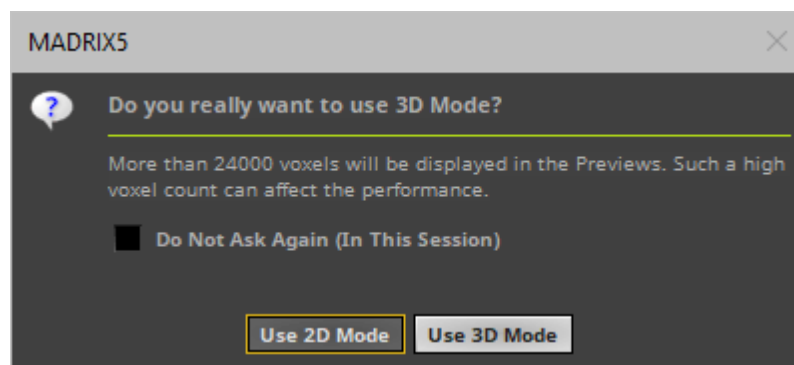 MADRIX5
Do you really want to use 3D Mode?
More than 24000 voxels will be displayed in the Previews. Such a high
voxel count can affect the performance.
Do Not Ask Again (In This Session)
Use 2D Mode Use 3D Mode